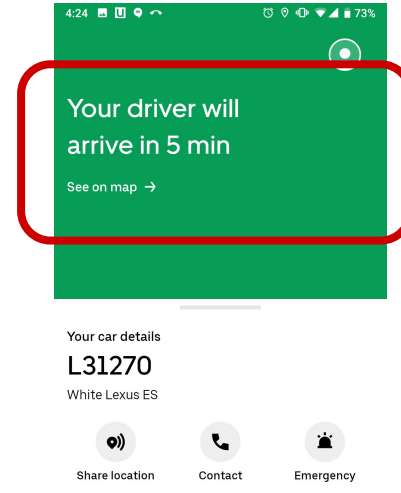 4:24
73%
Your driver will
arrive in 5 min
See on map →
Your car details
L31270
White Lexus ES
Share location
Contact
Emergency